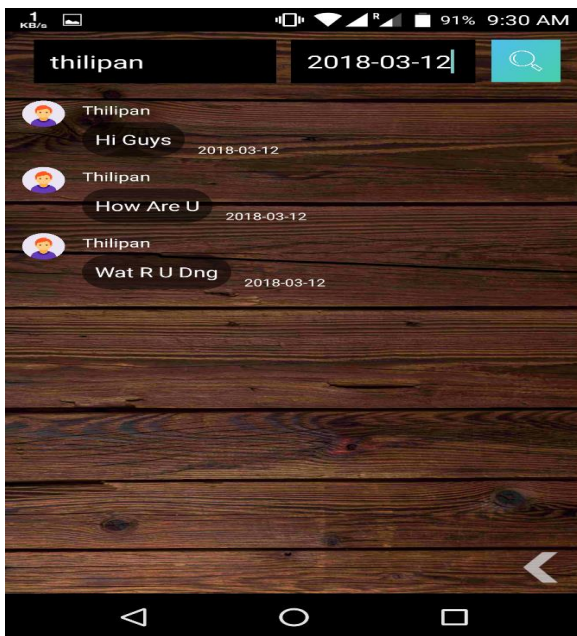 1 KB/s R 91% 9:30 AM
thilipan 2018-03-12
Thilipan
Hi Guys 2018-03-12
Thilipan
How Are U 2018-03-12
Thilipan
Wat R U Dng 2018-03-12